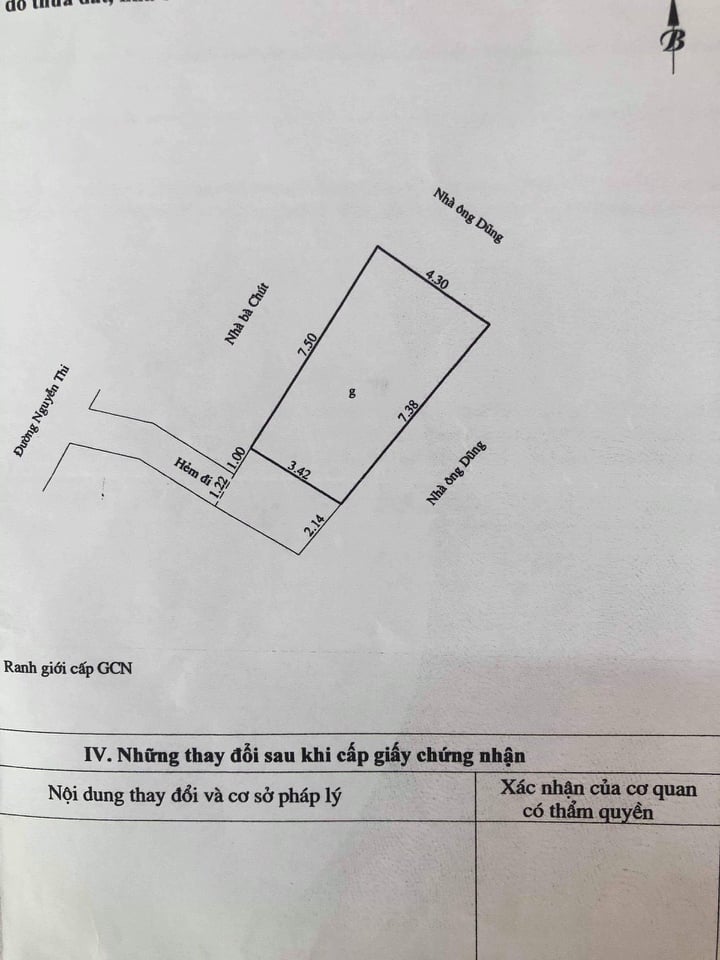 đồ thửa đất,
B
Nhà ông Dũng
4.30
Nhà bà Chút
7.50
Đường Nguyễn Thi
g
7.38
Hẻm đi
1.22
1.00
3.42
Nhà ông Dũng
2.14
Ranh giới cấp GCN
IV. Những thay đổi sau khi cấp giấy chứng nhận
Nội dung thay đổi và cơ sở pháp lý
Xác nhận của cơ quan
có thẩm quyền